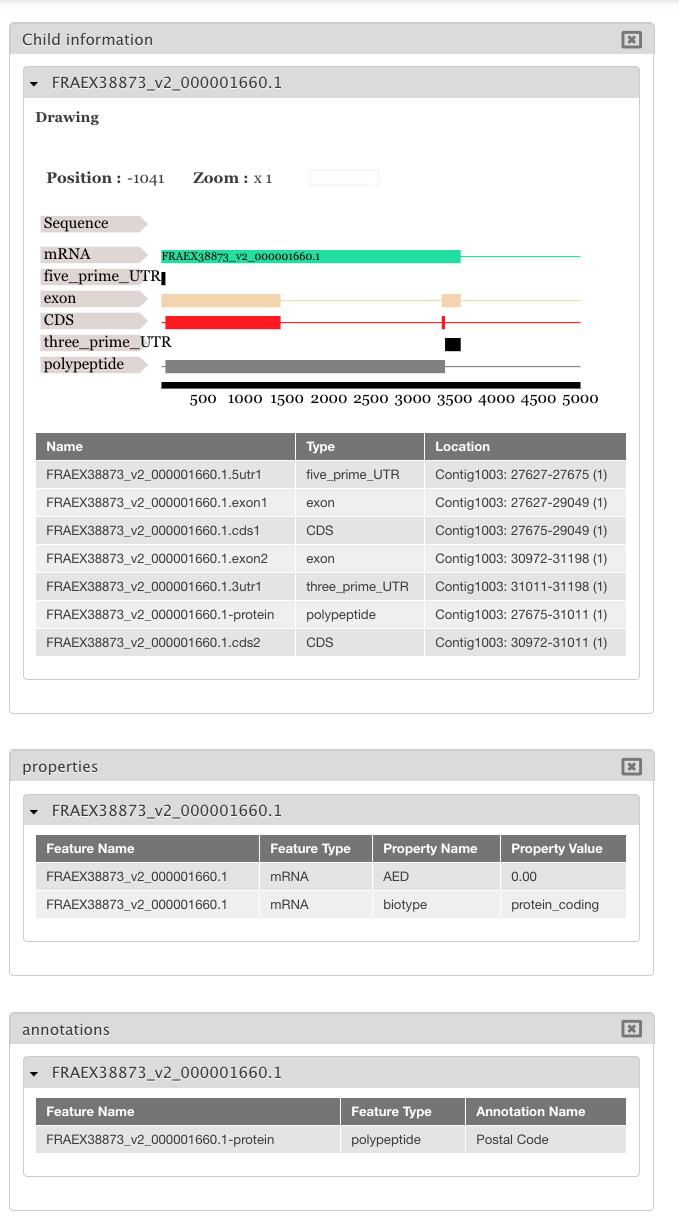 Child information
FRAEX38873_v2_000001660.1
Drawing
Position : -1041 Zoom : x 1
Sequence
mRNA FRAEX38873_v2_000001660.1
five_prime_UTR
exon
CDS
three_prime_UTR
polypeptide
500 1000 1500 2000 2500 3000 3500 4000 4500 5000
Name Type Location
FRAEX38873_v2_000001660.1.5utr1 five_prime_UTR Contig1003: 27627-27675 (1)
FRAEX38873_v2_000001660.1.exon1 exon Contig1003: 27627-29049 (1)
FRAEX38873_v2_000001660.1.cds1 CDS Contig1003: 27675-29049 (1)
FRAEX38873_v2_000001660.1.exon2 exon Contig1003: 30972-31198 (1)
FRAEX38873_v2_000001660.1.3utr1 three_prime_UTR Contig1003: 31011-31198 (1)
FRAEX38873_v2_000001660.1-protein polypeptide Contig1003: 27675-31011 (1)
FRAEX38873_v2_000001660.1.cds2 CDS Contig1003: 30972-31011 (1)
properties
FRAEX38873_v2_000001660.1
Feature Name Feature Type Property Name Property Value
FRAEX38873_v2_000001660.1 mRNA AED 0.00
FRAEX38873_v2_000001660.1 mRNA biotype protein_coding
annotations
FRAEX38873_v2_000001660.1
Feature Name Feature Type Annotation Name
FRAEX38873_v2_000001660.1-protein polypeptide Postal Code